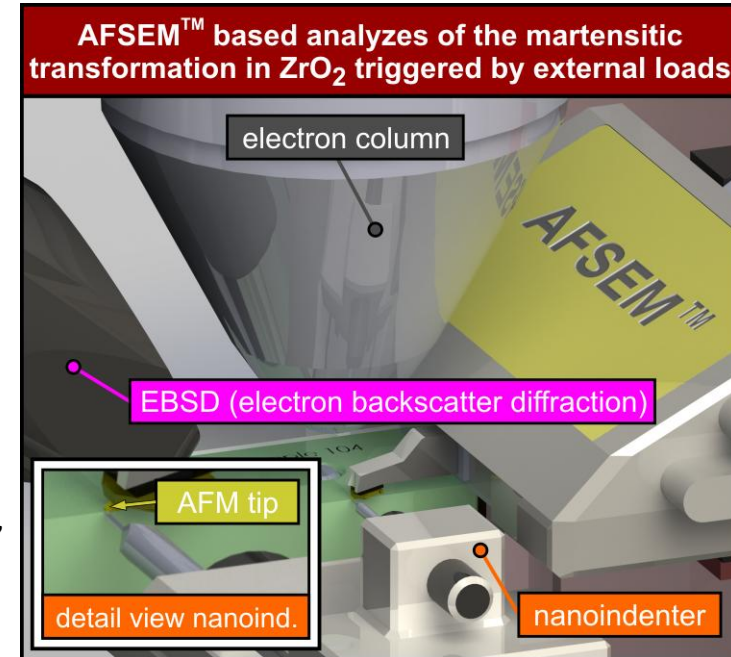 AFSEM™ based analyzes of the martensitic
transformation in ZrO₂ triggered by external loads
electron column
AFSEM™
EBSD (electron backscatter diffraction)
104
AFM tip
detail view nanoind.
nanoindenter